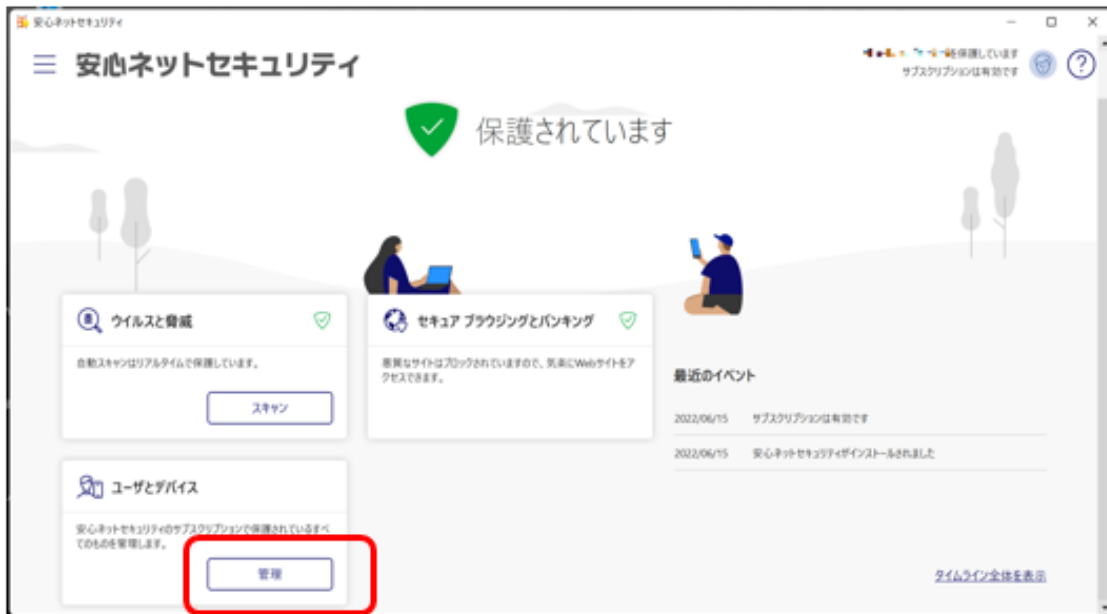 安心ネットセキュリティ
安心ネットセキュリティ
を保護しています
サブスクリプションは有効です
?
保護されています
ウイルスと脅威
自動スキャンはリアルタイムで保護しています。
スキャン
セキュア ブラウジングとバンキング
悪質なサイトはブロックされていますので、気楽にWebサイトをア
クセスできます。
最近のイベント
2022/06/15 サブスクリプションは有効です
2022/06/15 安心ネットセキュリティがインストールされました
ユーザとデバイス
安心ネットセキュリティのサブスクリプションで保護されているすべ
てのものを管理します。
管理
タイムライン全体を表示